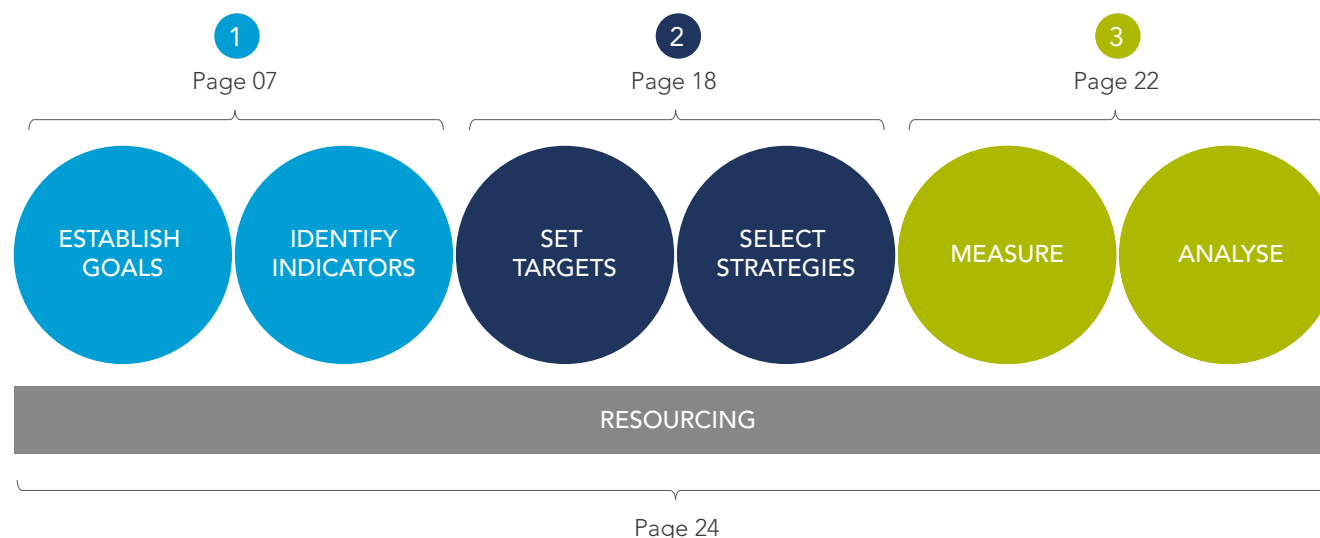 1
Page 07
2
Page 18
3
Page 22
ESTABLISH
GOALS
IDENTIFY
INDICATORS
SET
TARGETS
SELECT
STRATEGIES
MEASURE
ANALYSE
RESOURCING
Page 24